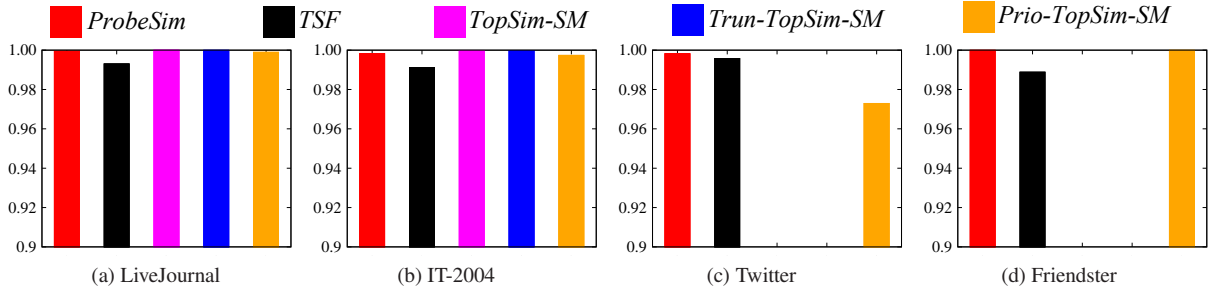 ProbeSim TSF TopSim-SM Trun-TopSim-SM Prio-TopSim-SM
1.00 1.00 1.00 1.00
0.98 0.98 0.98 0.98
0.96 0.96 0.96 0.96
0.94 0.94 0.94 0.94
0.92 0.92 0.92 0.92
0.9 0.9 0.9 0.9
(a) LiveJournal (b) IT-2004 (c) Twitter (d) Friendster